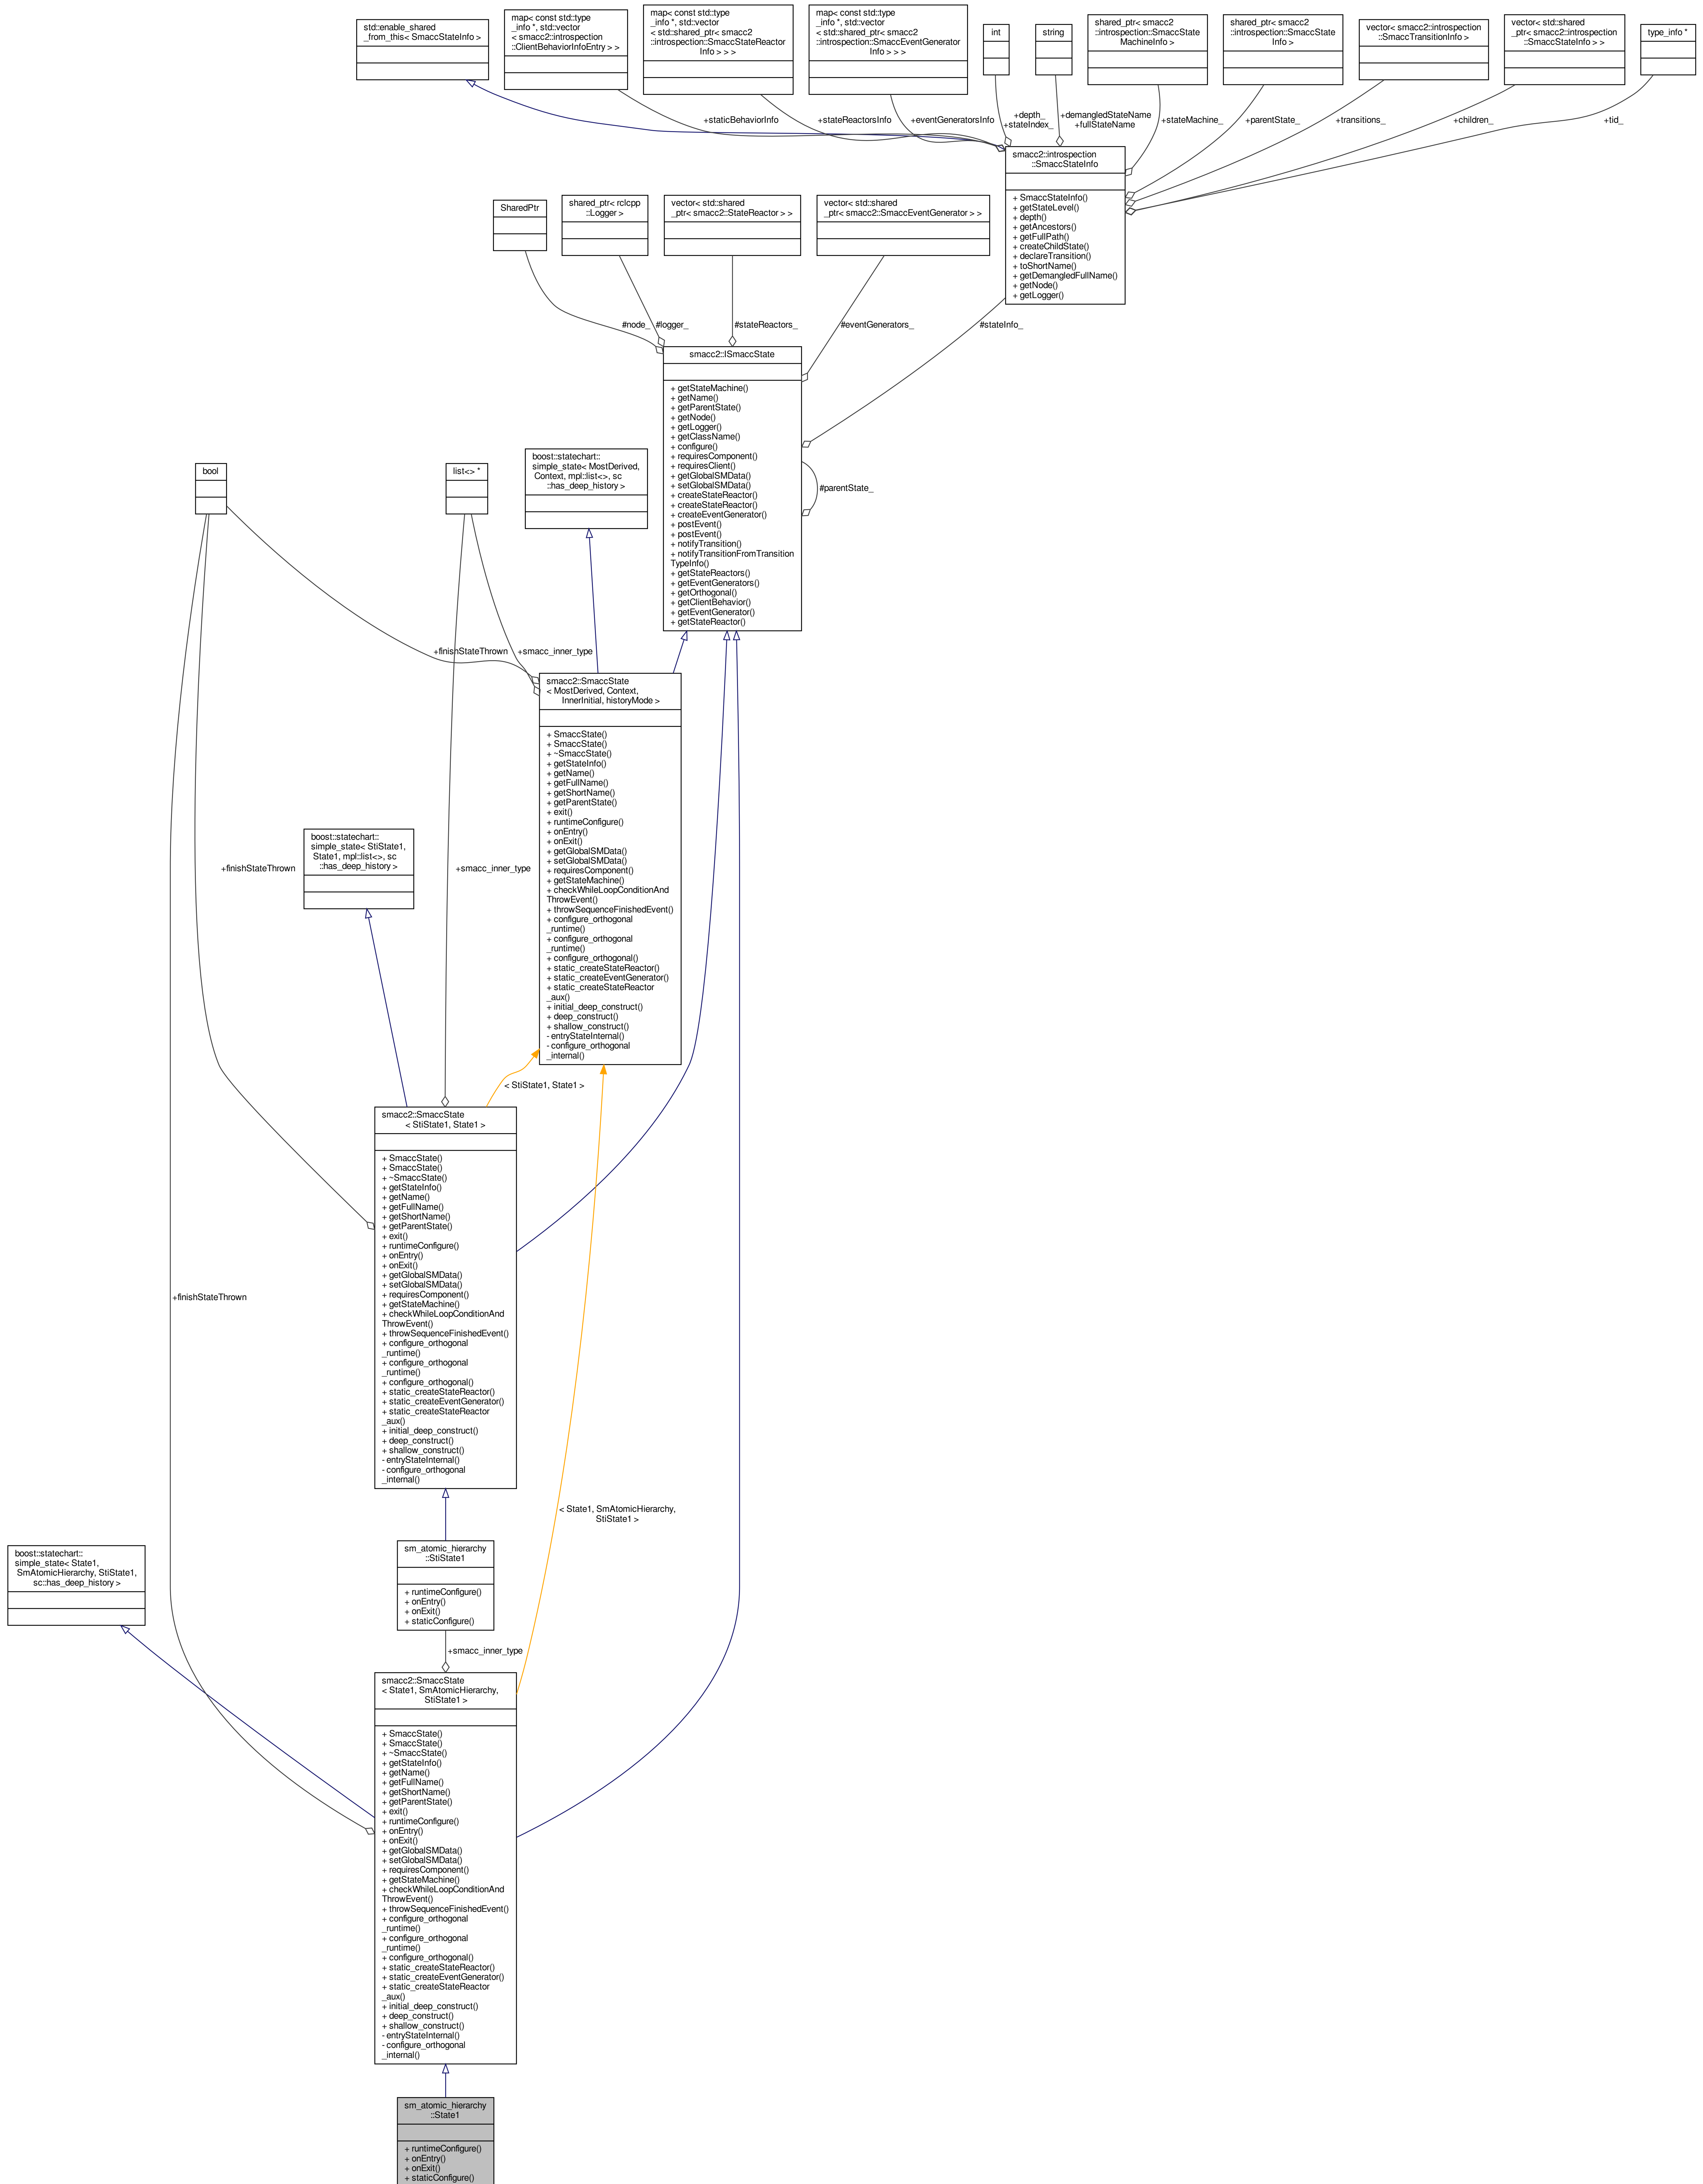 std::enable_shared
_from_this< SmaccStateInfo >
map< const std::type
_info *, std::vector
< smacc2::introspection
::ClientBehaviorInfoEntry > >
map< const std::type
_info *, std::vector
< std::shared_ptr< smacc2
::introspection::SmaccStateReactor
Info > > >
map< const std::type
_info *, std::vector
< std::shared_ptr< smacc2
::introspection::SmaccEventGenerator
Info > > >
int
string
shared_ptr< smacc2
::introspection::SmaccState
MachineInfo >
shared_ptr< smacc2
::introspection::SmaccState
Info >
vector< smacc2::introspection
::SmaccTransitionInfo >
vector< std::shared
_ptr< smacc2::introspection
::SmaccStateInfo > >
type_info *
+staticBehaviorInfo
+stateReactorsInfo
+eventGeneratorsInfo
+depth_
+stateIndex_
+demangledStateName
+fullStateName
+stateMachine_
+parentState_
+transitions_
+children_
+tid_
smacc2::introspection
::SmaccStateInfo
+ SmaccStateInfo()
+ getStateLevel()
+ depth()
+ getAncestors()
+ getFullPath()
+ createChildState()
+ declareTransition()
+ toShortName()
+ getDemangledFullName()
+ getNode()
+ getLogger()
SharedPtr
shared_ptr< rclcpp
::Logger >
vector< std::shared
_ptr< smacc2::StateReactor > >
vector< std::shared
_ptr< smacc2::SmaccEventGenerator > >
#node_
#logger_
#stateReactors_
#eventGenerators_
#stateInfo_
smacc2::ISmaccState
+ getStateMachine()
+ getName()
+ getParentState()
+ getNode()
+ getLogger()
+ getClassName()
+ configure()
+ requiresComponent()
+ requiresClient()
+ getGlobalSMData()
+ setGlobalSMData()
+ createStateReactor()
+ createStateReactor()
+ createEventGenerator()
+ postEvent()
+ postEvent()
+ notifyTransition()
+ notifyTransitionFromTransition
TypeInfo()
+ getStateReactors()
+ getEventGenerators()
+ getOrthogonal()
+ getClientBehavior()
+ getEventGenerator()
+ getStateReactor()
#parentState_
bool
list<> *
boost::statechart::
simple_state< MostDerived,
Context, mpl::list<>, sc
::has_deep_history >
+finishStateThrown
+smacc_inner_type
smacc2::SmaccState
< MostDerived, Context,
InnerInitial, historyMode >
+ SmaccState()
+ SmaccState()
+ ~SmaccState()
+ getStateInfo()
+ getName()
+ getFullName()
+ getShortName()
+ getParentState()
+ exit()
+ runtimeConfigure()
+ onEntry()
+ onExit()
+ getGlobalSMData()
+ setGlobalSMData()
+ requiresComponent()
+ getStateMachine()
+ checkWhileLoopConditionAnd
ThrowEvent()
+ throwSequenceFinishedEvent()
+ configure_orthogonal
_runtime()
+ configure_orthogonal
_runtime()
+ configure_orthogonal()
+ static_createStateReactor()
+ static_createEventGenerator()
+ static_createStateReactor
_aux()
+ initial_deep_construct()
+ deep_construct()
+ shallow_construct()
- entryStateInternal()
- configure_orthogonal
_internal()
boost::statechart::
simple_state< StiState1,
State1, mpl::list<>, sc
::has_deep_history >
+finishStateThrown
+smacc_inner_type
< StiState1, State1 >
smacc2::SmaccState
< StiState1, State1 >
+ SmaccState()
+ SmaccState()
+ ~SmaccState()
+ getStateInfo()
+ getName()
+ getFullName()
+ getShortName()
+ getParentState()
+ exit()
+ runtimeConfigure()
+ onEntry()
+ onExit()
+ getGlobalSMData()
+ setGlobalSMData()
+ requiresComponent()
+ getStateMachine()
+ checkWhileLoopConditionAnd
ThrowEvent()
+ throwSequenceFinishedEvent()
+ configure_orthogonal
_runtime()
+ configure_orthogonal
_runtime()
+ configure_orthogonal()
+ static_createStateReactor()
+ static_createEventGenerator()
+ static_createStateReactor
_aux()
+ initial_deep_construct()
+ deep_construct()
+ shallow_construct()
- entryStateInternal()
- configure_orthogonal
_internal()
+finishStateThrown
< State1, SmAtomicHierarchy,
StiState1 >
boost::statechart::
simple_state< State1,
SmAtomicHierarchy, StiState1,
sc::has_deep_history >
sm_atomic_hierarchy
::StiState1
+ runtimeConfigure()
+ onEntry()
+ onExit()
+ staticConfigure()
+smacc_inner_type
smacc2::SmaccState
< State1, SmAtomicHierarchy,
StiState1 >
+ SmaccState()
+ SmaccState()
+ ~SmaccState()
+ getStateInfo()
+ getName()
+ getFullName()
+ getShortName()
+ getParentState()
+ exit()
+ runtimeConfigure()
+ onEntry()
+ onExit()
+ getGlobalSMData()
+ setGlobalSMData()
+ requiresComponent()
+ getStateMachine()
+ checkWhileLoopConditionAnd
ThrowEvent()
+ throwSequenceFinishedEvent()
+ configure_orthogonal
_runtime()
+ configure_orthogonal
_runtime()
+ configure_orthogonal()
+ static_createStateReactor()
+ static_createEventGenerator()
+ static_createStateReactor
_aux()
+ initial_deep_construct()
+ deep_construct()
+ shallow_construct()
- entryStateInternal()
- configure_orthogonal
_internal()
sm_atomic_hierarchy
::State1
+ runtimeConfigure()
+ onEntry()
+ onExit()
+ staticConfigure()